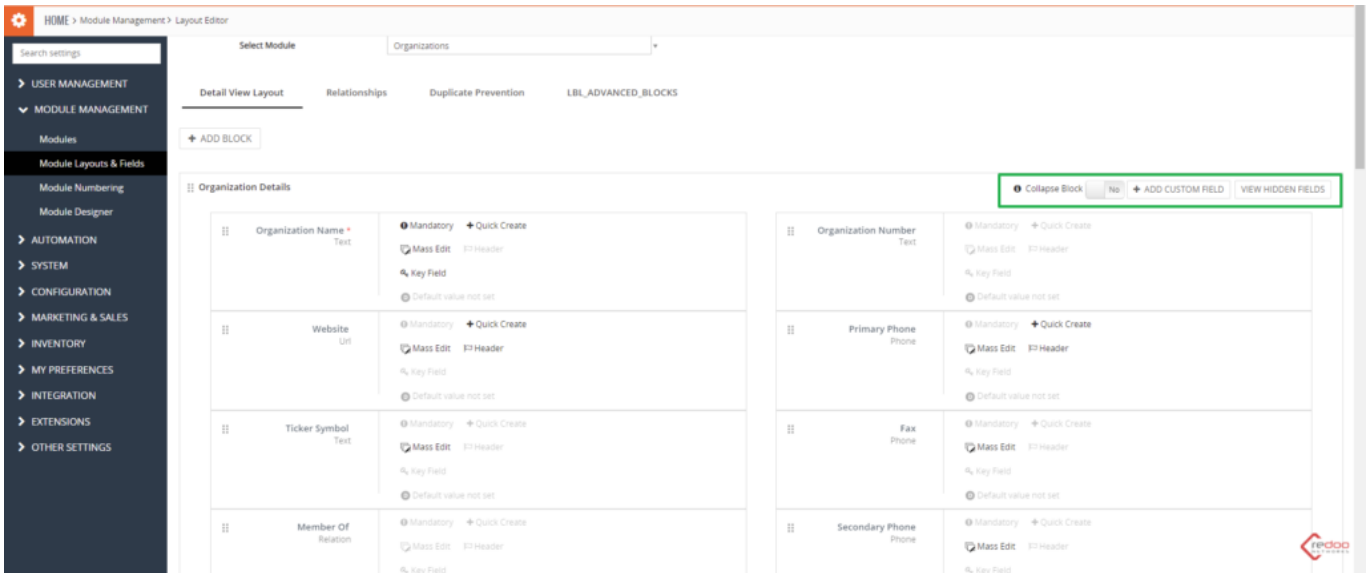 HOME > Module Management > Layout Editor
Search settings
USER MANAGEMENT
MODULE MANAGEMENT
Modules
Module Layouts & Fields
Module Numbering
Module Designer
AUTOMATION
SYSTEM
CONFIGURATION
MARKETING & SALES
INVENTORY
MY PREFERENCES
INTEGRATION
EXTENSIONS
OTHER SETTINGS
Select Module Organizations
Detail View Layout Relationships Duplicate Prevention LBL_ADVANCED_BLOCKS
+ ADD BLOCK
Organization Details Collapse Block No + ADD CUSTOM FIELD VIEW HIDDEN FIELDS
Organization Name *
Text
Mandatory + Quick Create
Mass Edit Header
Key Field
Default value not set
Organization Number
Text
Mandatory + Quick Create
Mass Edit Header
Key Field
Default value not set
Website
Url
Mandatory + Quick Create
Mass Edit Header
Key Field
Default value not set
Primary Phone
Phone
Mandatory + Quick Create
Mass Edit Header
Key Field
Default value not set
Ticker Symbol
Text
Mandatory + Quick Create
Mass Edit Header
Key Field
Default value not set
Fax
Phone
Mandatory + Quick Create
Mass Edit Header
Key Field
Default value not set
Member Of
Relation
Mandatory + Quick Create
Mass Edit Header
Key Field
Secondary Phone
Phone
Mandatory + Quick Create
Mass Edit Header
Key Field
redoo
NETWORKS